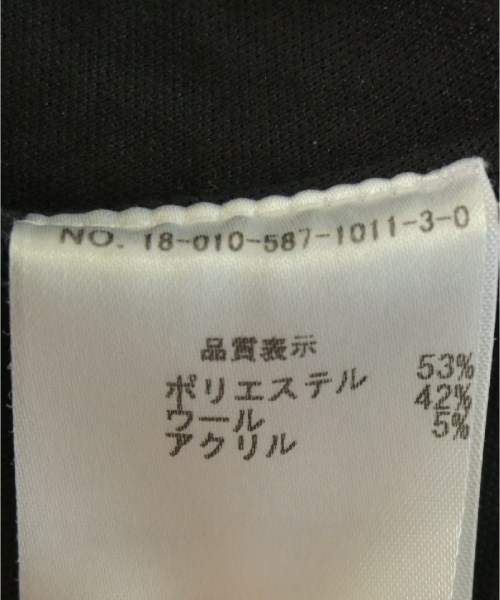 NO. 18-010-587-1011-3-0
品質表示
ポリエステル 53%
ウール 42%
アクリル 5%